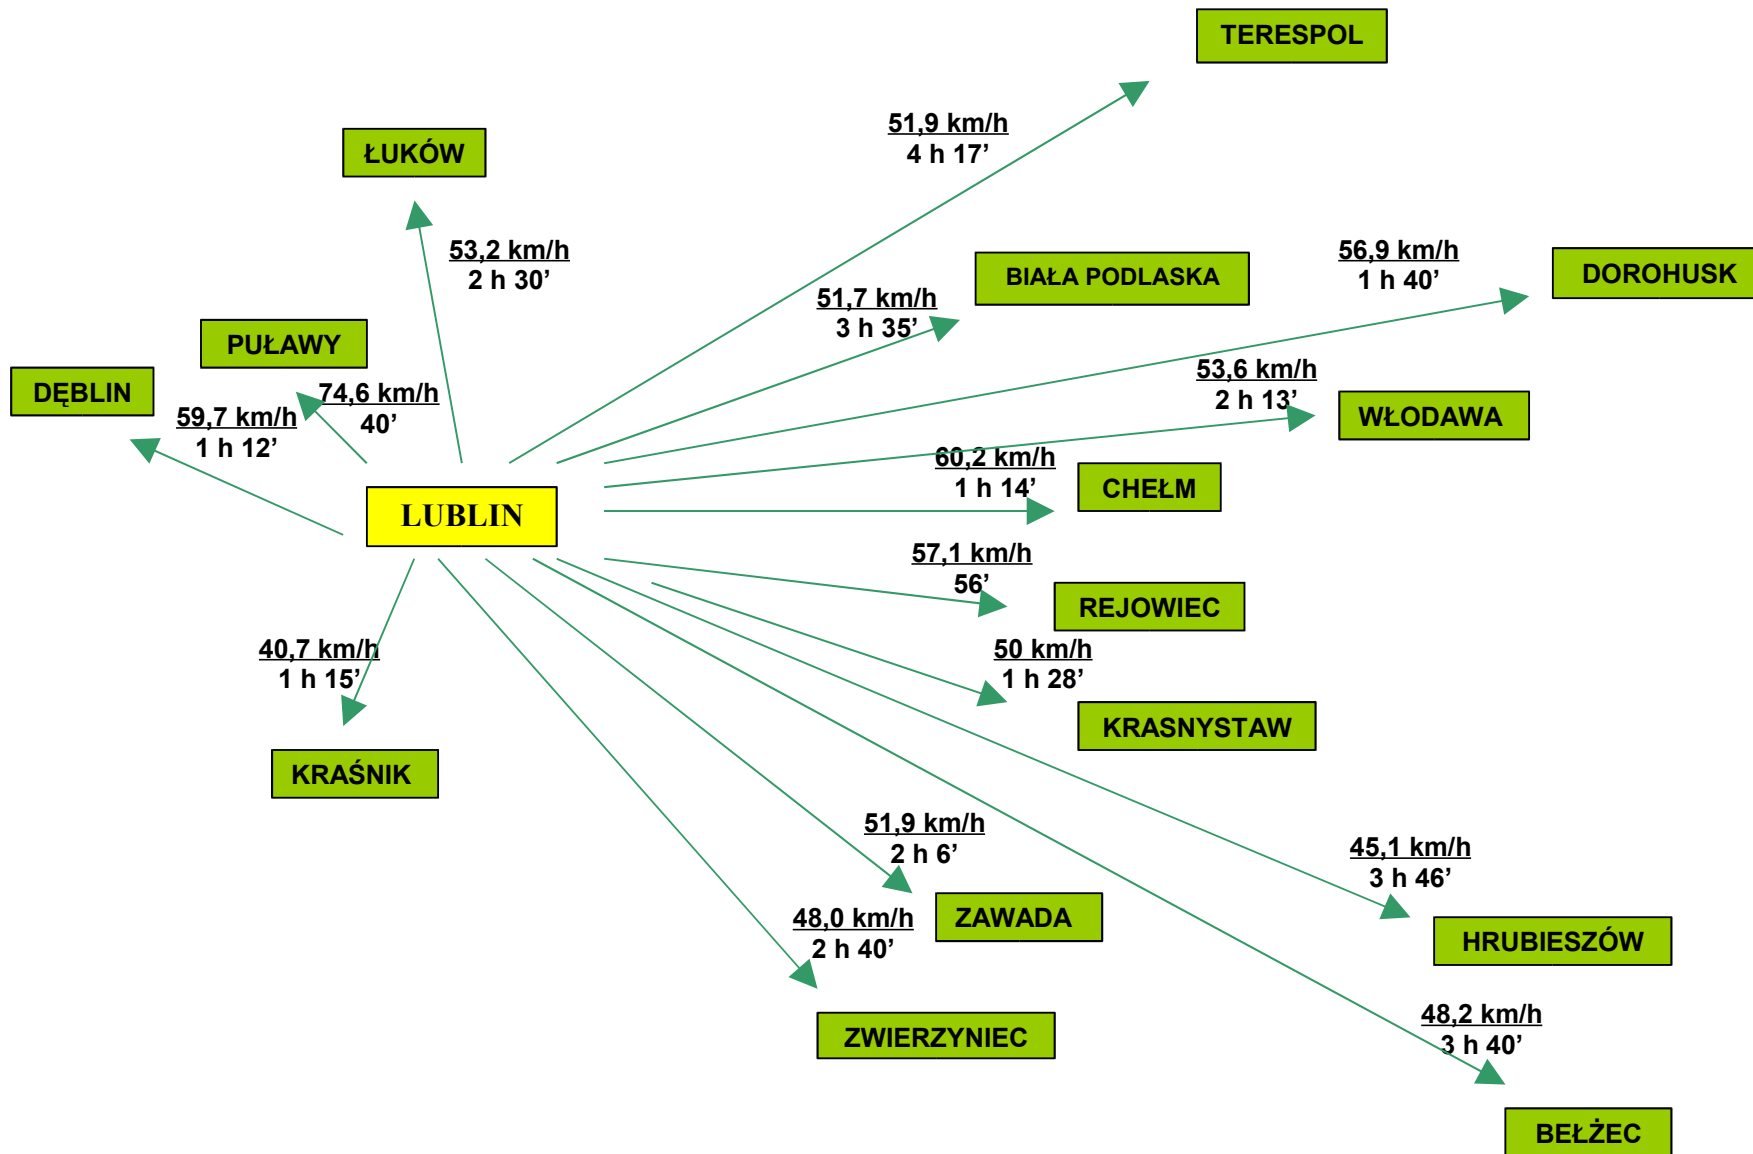 TERESPOL
51,9 km/h
4 h 17’
ŁUKÓW
53,2 km/h
2 h 30’
BIAŁA PODLASKA
51,7 km/h
3 h 35’
56,9 km/h
1 h 40’
DOROHUSK
PUŁAWY
74,6 km/h
40’
DĘBLIN
59,7 km/h
1 h 12’
53,6 km/h
2 h 13’
WŁODAWA
60,2 km/h
1 h 14’
CHEŁM
LUBLIN
57,1 km/h
56’
REJOWIEC
50 km/h
1 h 28’
KRASNYSTAW
40,7 km/h
1 h 15’
KRAŚNIK
51,9 km/h
2 h 6’
ZAWADA
45,1 km/h
3 h 46’
HRUBIESZÓW
48,0 km/h
2 h 40’
ZWIERZYNIEC
48,2 km/h
3 h 40’
BEŁŻEC